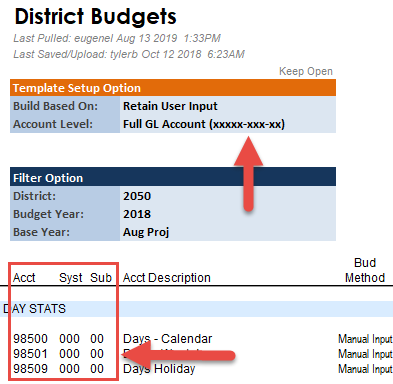 District Budgets
Last Pulled: eugenel Aug 13 2019 1:33PM
Last Saved/Upload: tylerb Oct 12 2018 6:23AM
Keep Open
Template Setup Option
Build Based On: Retain User Input
Account Level: Full GL Account (xxxxx-xxx-xx)
Filter Option
District: 2050
Budget Year: 2018
Base Year: Aug Proj
Bud
Acct Syst Sub Acct Description Method
DAY STATS
98500 000 00 Days - Calendar Manual Input
98501 000 00 Manual Input
98509 000 00 Days Holiday Manual Input